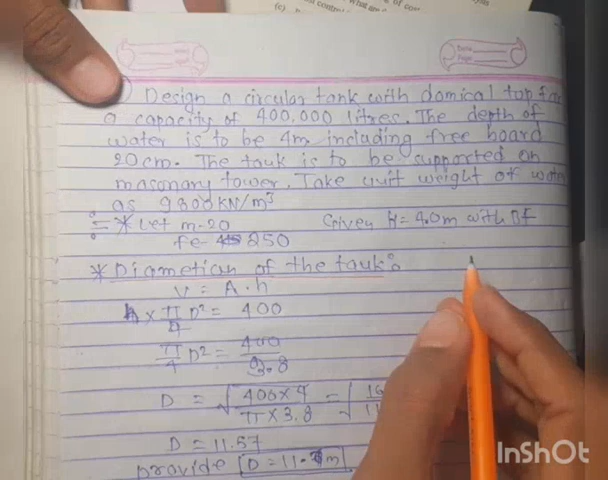 Design a circular tank with domical top for
a capacity of 400,000 litres. The depth of
water is to be 4m including free board
20cm. The tank is to be supported on
masonary tower. Take unit weight of water
as 9800KN/m³
* Let m-20 Given H=4.0m with BF
fe- 250
* Diametien of the tank:
V = A.h
h × π/4 D² = 400
π/4 D² = 400/3.8
D = √400×4/π×3.8 =
D = 11.57
provide D = 11. m
InShOt